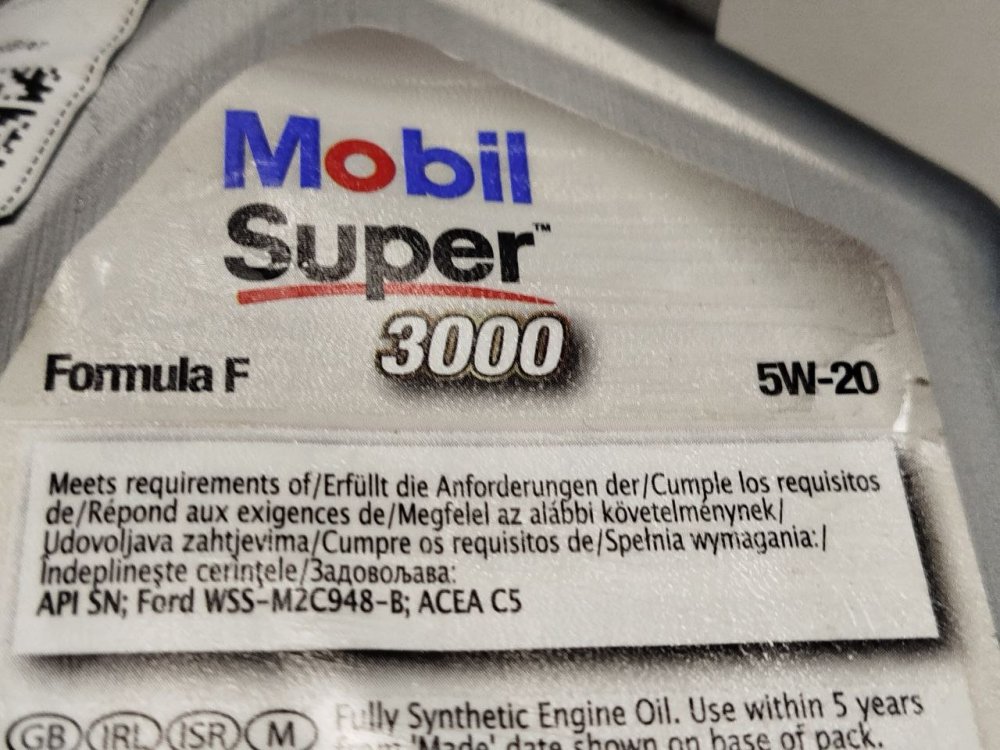 Mobil
Super™
3000
Formula F
5W-20
Meets requirements of/Erfüllt die Anforderungen der/Cumple los requisitos
de/Répond aux exigences de/Megfelel az alábbi követelménynek/
Udovoljava zahtjevima/Cumpre os requisitos de/Spełnia wymagania:/
Îndeplinește cerințele/Задовољава:
API SN; Ford WSS-M2C948-B; ACEA C5
GB IRL ISR M
Fully Synthetic Engine Oil. Use within 5 years
from 'Made' date shown on base of pack.